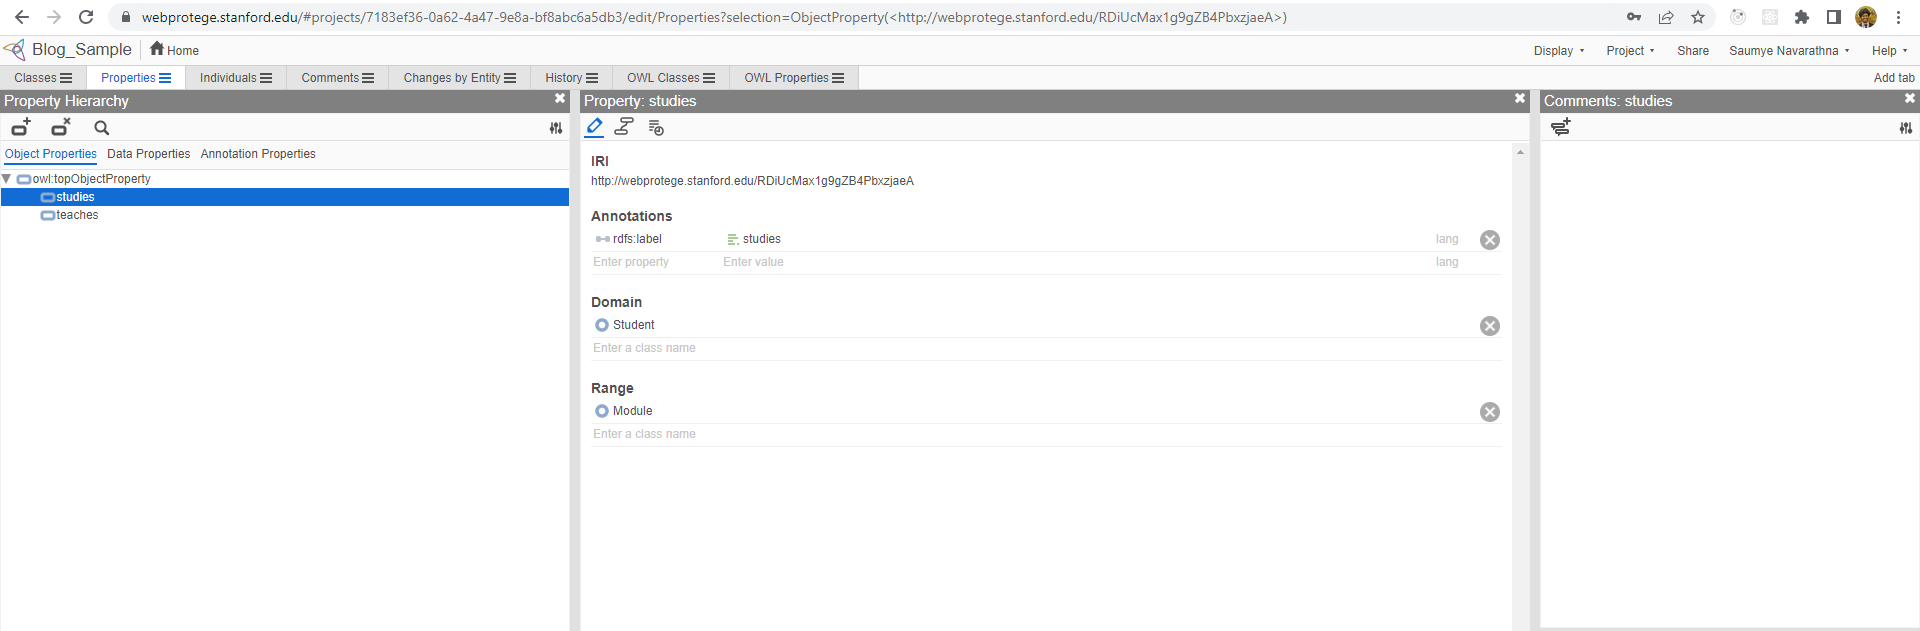 webprotege.stanford.edu/#projects/7183ef36-0a62-4a47-9e8a-bf8abc6a5db3/edit/Properties?selection=ObjectProperty(<http://webprotege.stanford.edu/RDiUcMax1g9gZB4PbxzjaeA>)
Blog_Sample Home Display Project Share Saumye Navarathna Help
Classes Properties Individuals Comments Changes by Entity History OWL Classes OWL Properties Add tab
Property Hierarchy
Object Properties Data Properties Annotation Properties
owl:topObjectProperty
studies
teaches
Property: studies
IRI
http://webprotege.stanford.edu/RDiUcMax1g9gZB4PbxzjaeA
Annotations
rdfs:label studies lang
Enter property Enter value lang
Domain
Student
Enter a class name
Range
Module
Enter a class name
Comments: studies